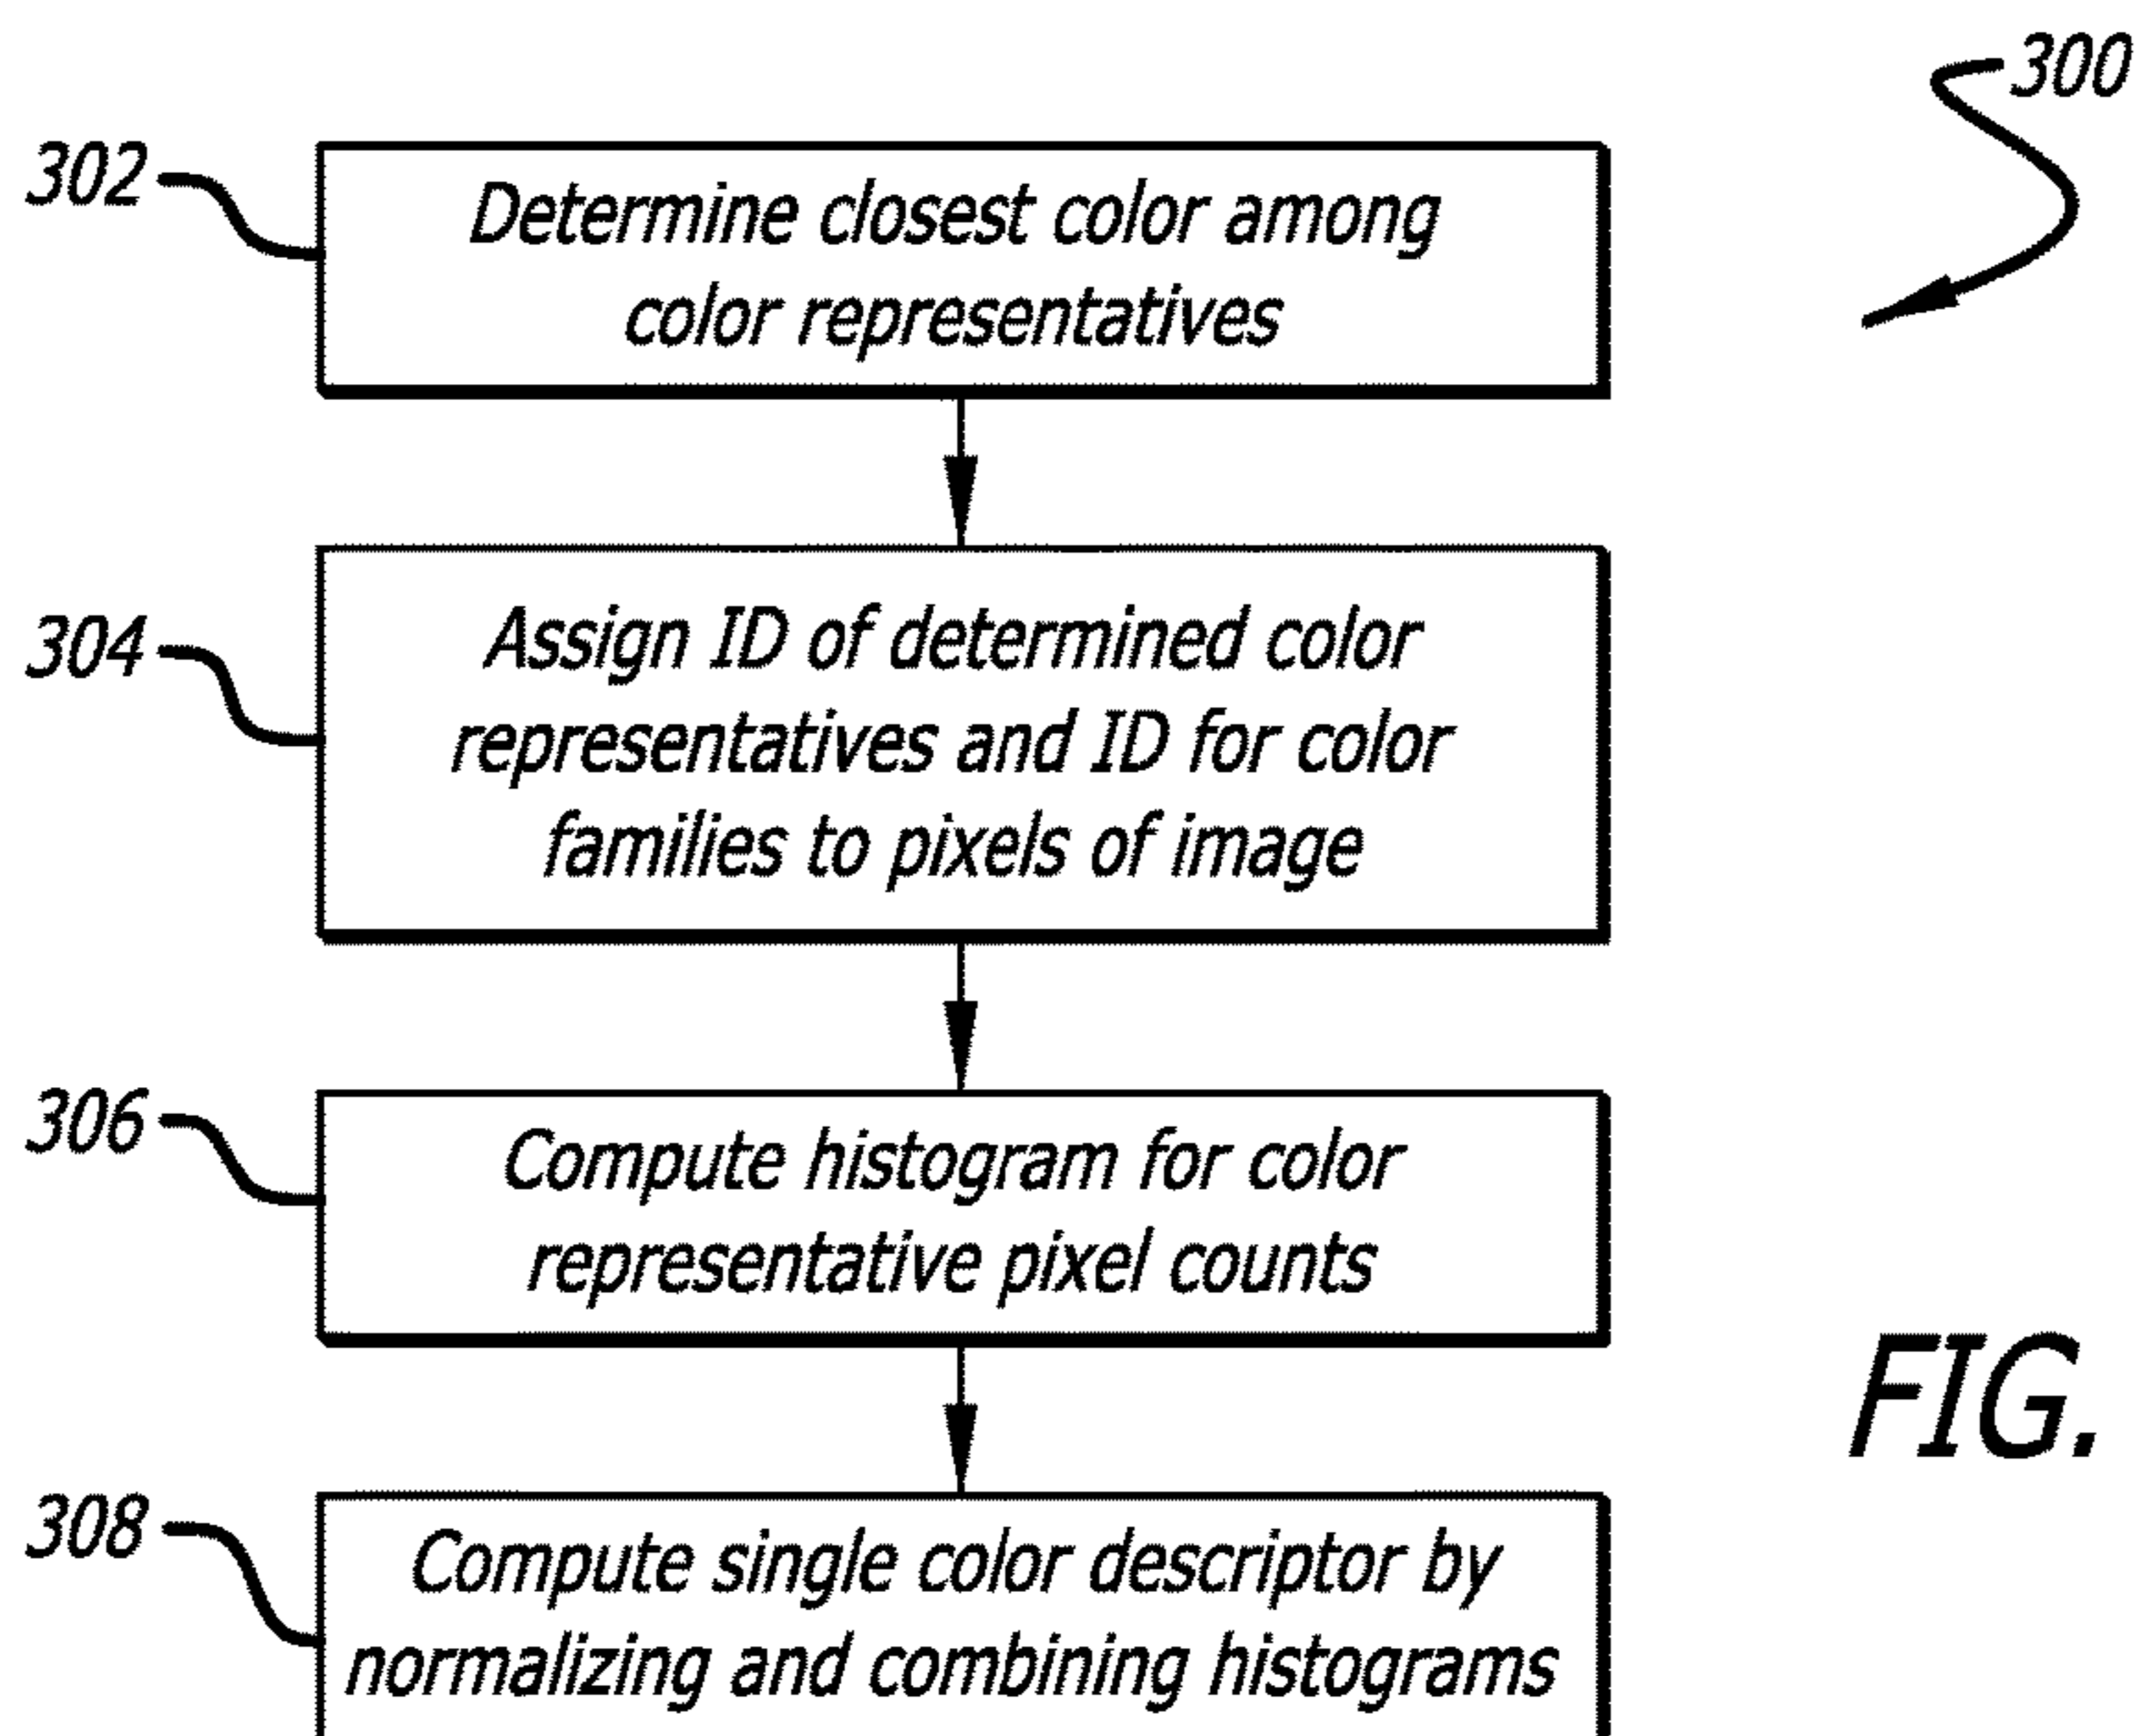 300
302
Determine closest color among
color representatives
304
Assign ID of determined color
representatives and ID for color
families to pixels of image
306
Compute histogram for color
representative pixel counts
FIG.
308
Compute single color descriptor by
normalizing and combining histograms